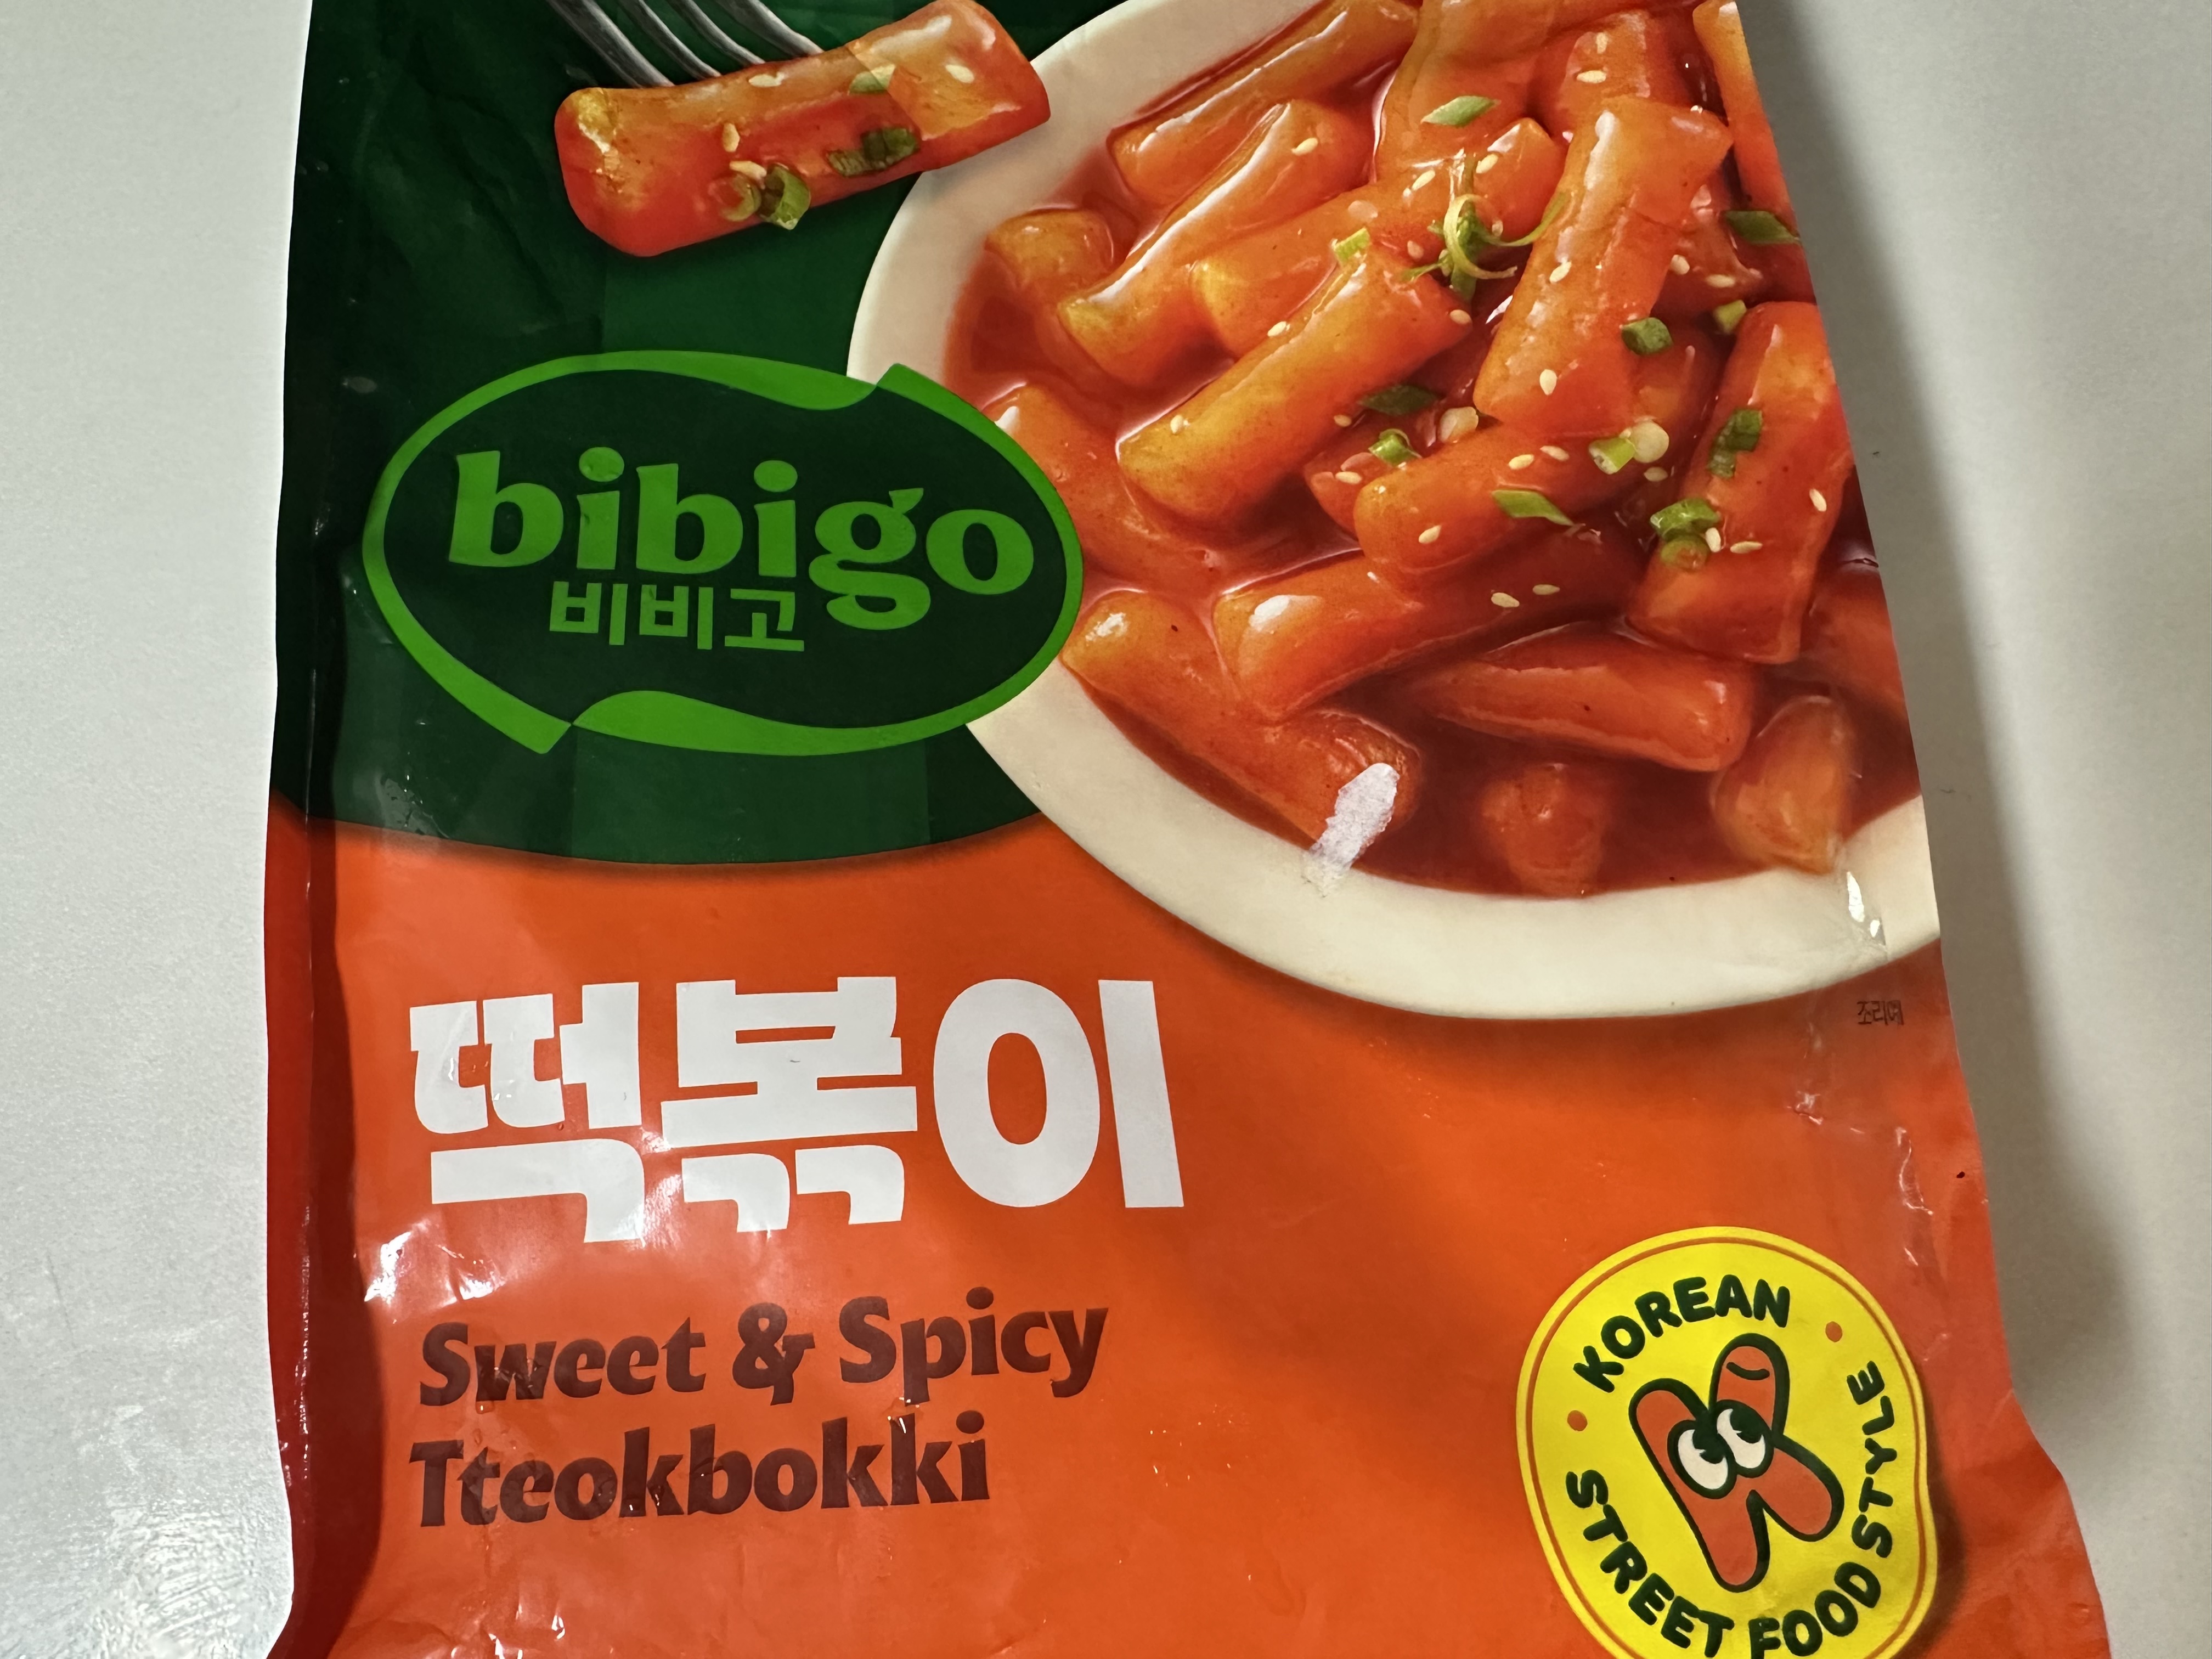 bibigo
비비고
떡볶이
조리예
Sweet & Spicy
Tteokbokki
KOREAN
STREET FOOD STYLE